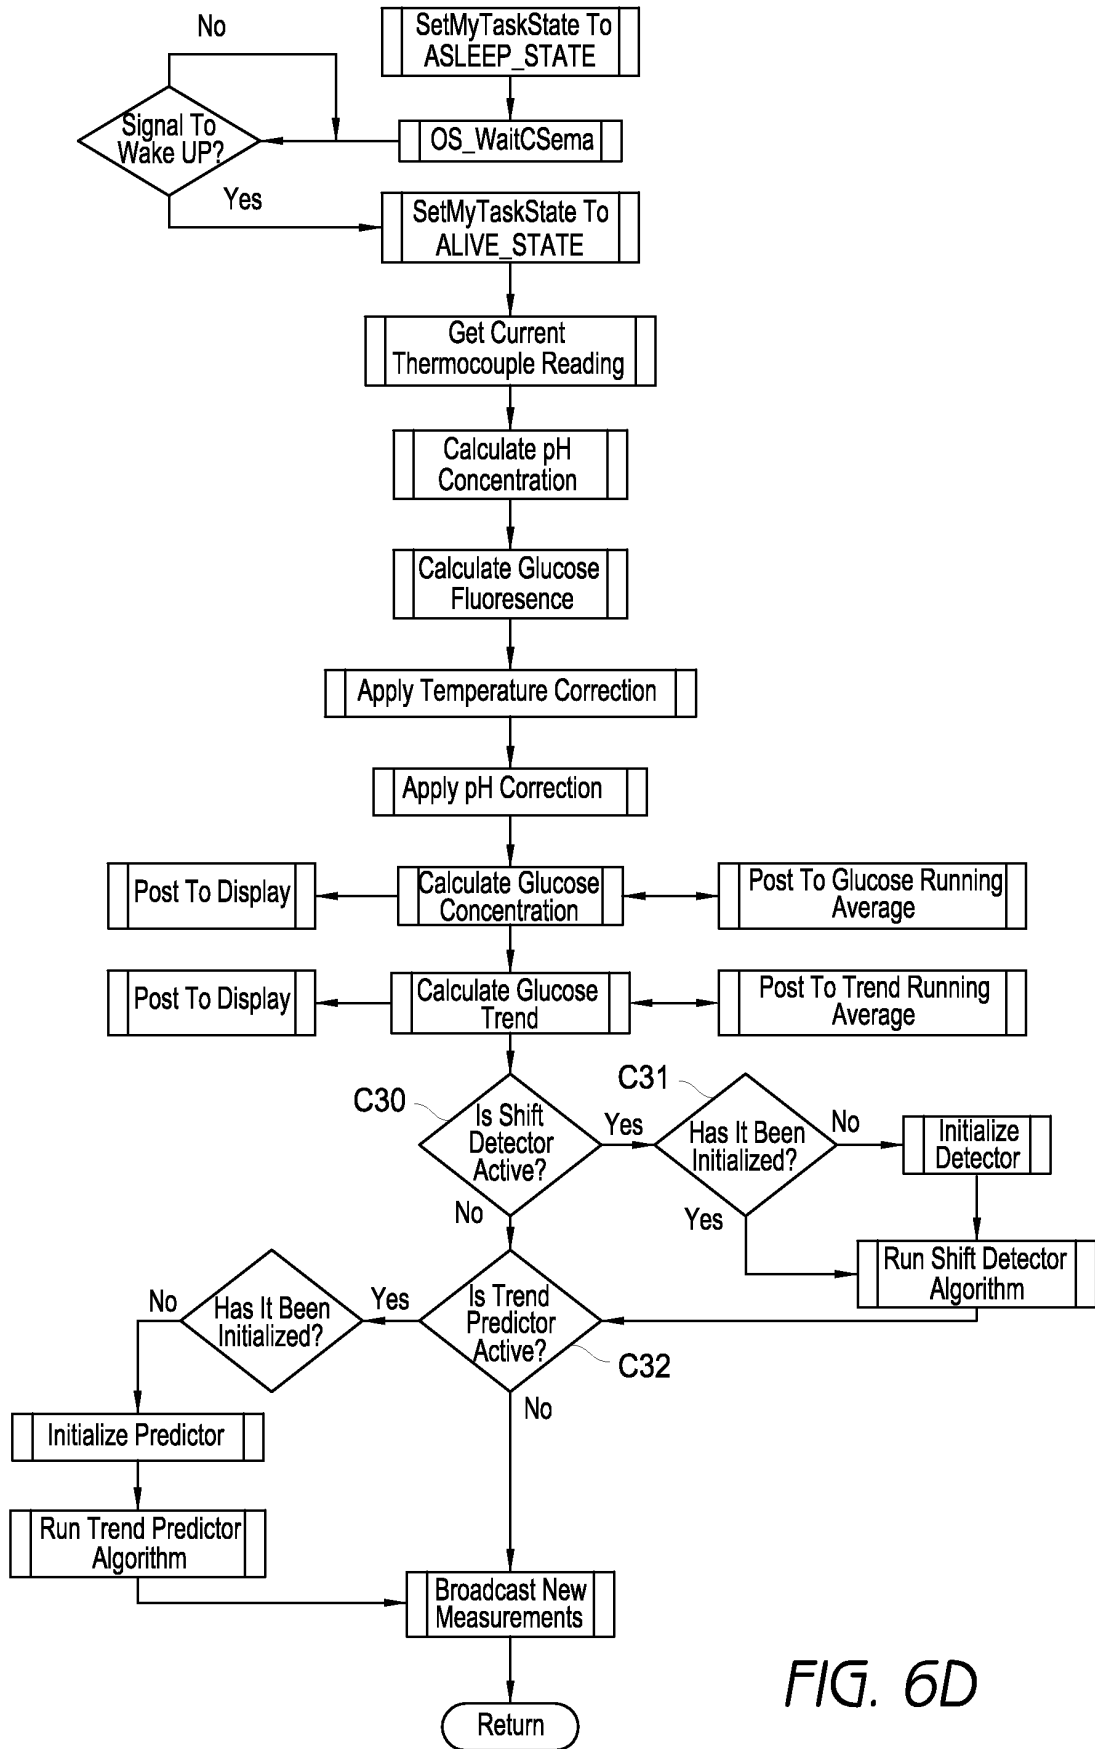 No
SetMyTaskState To
ASLEEP_STATE
Signal To
Wake UP?
OS_WaitCSema
Yes
SetMyTaskState To
ALIVE_STATE
Get Current
Thermocouple Reading
Calculate pH
Concentration
Calculate Glucose
Fluoresence
Apply Temperature Correction
Apply pH Correction
Post To Display
Calculate Glucose
Concentration
Post To Glucose Running
Average
Post To Display
Calculate Glucose
Trend
Post To Trend Running
Average
C30
Is Shift
Detector
Active?
Yes
No
C31
Has It Been
Initialized?
No
Yes
Initialize
Detector
Run Shift Detector
Algorithm
Is Trend
Predictor
Active?
C32
Yes
No
Has It Been
Initialized?
No
Initialize Predictor
Run Trend Predictor
Algorithm
Broadcast New
Measurements
Return
FIG. 6D